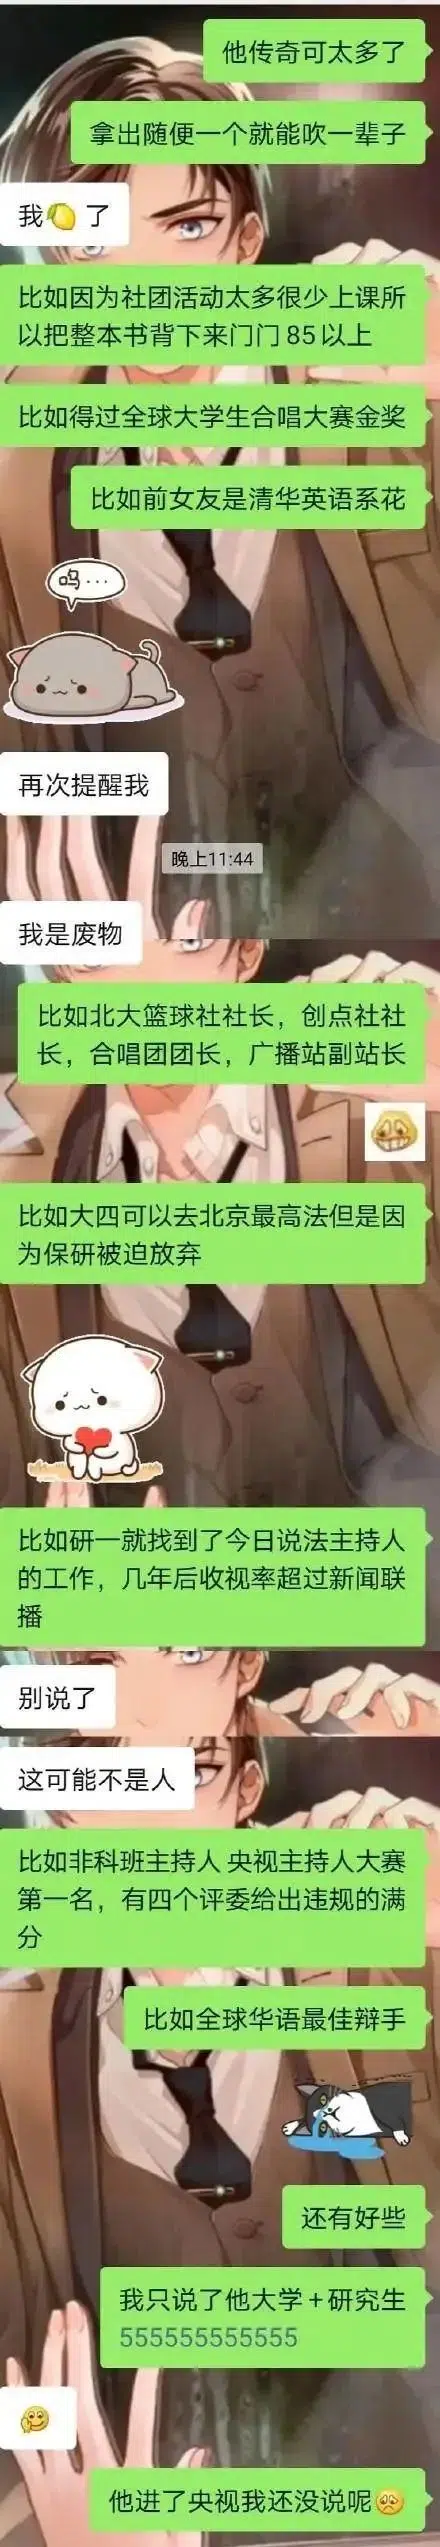 他传奇可太多了
拿出随便一个就能吹一辈子
我🍋了
比如因为社团活动太多很少上课所
以把整本书背下来门门 85 以上
比如得过全球大学生合唱大赛金奖
比如前女友是清华英语系花
呜···
再次提醒我
晚上11:44
我是废物
比如北大篮球社社长，创点社社
长，合唱团团长，广播站副站长
比如大四可以去北京最高法但是因
为保研被迫放弃
比如研一就找到了今日说法主持人
的工作，几年后收视率超过新闻联
播
别说了
这可能不是人
比如非科班主持人 央视主持人大赛
第一名，有四个评委给出违规的满
分
比如全球华语最佳辩手
还有好些
我只说了他大学＋研究生
555555555555
他进了央视我还没说呢🙁